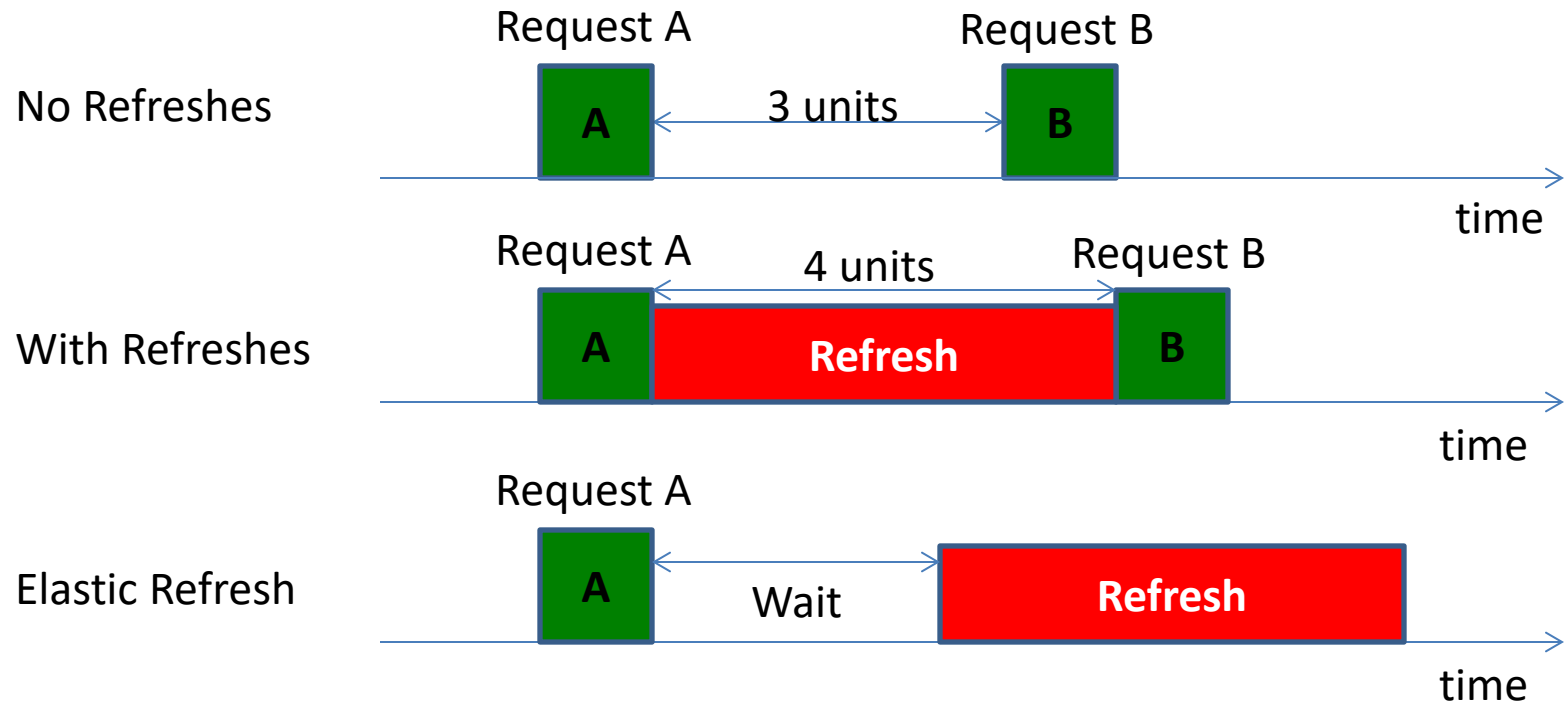 Request A
Request B
No Refreshes
A
3 units
B
time
Request A
4 units
Request B
With Refreshes
A
Refresh
B
time
Request A
Elastic Refresh
A
Wait
Refresh
time